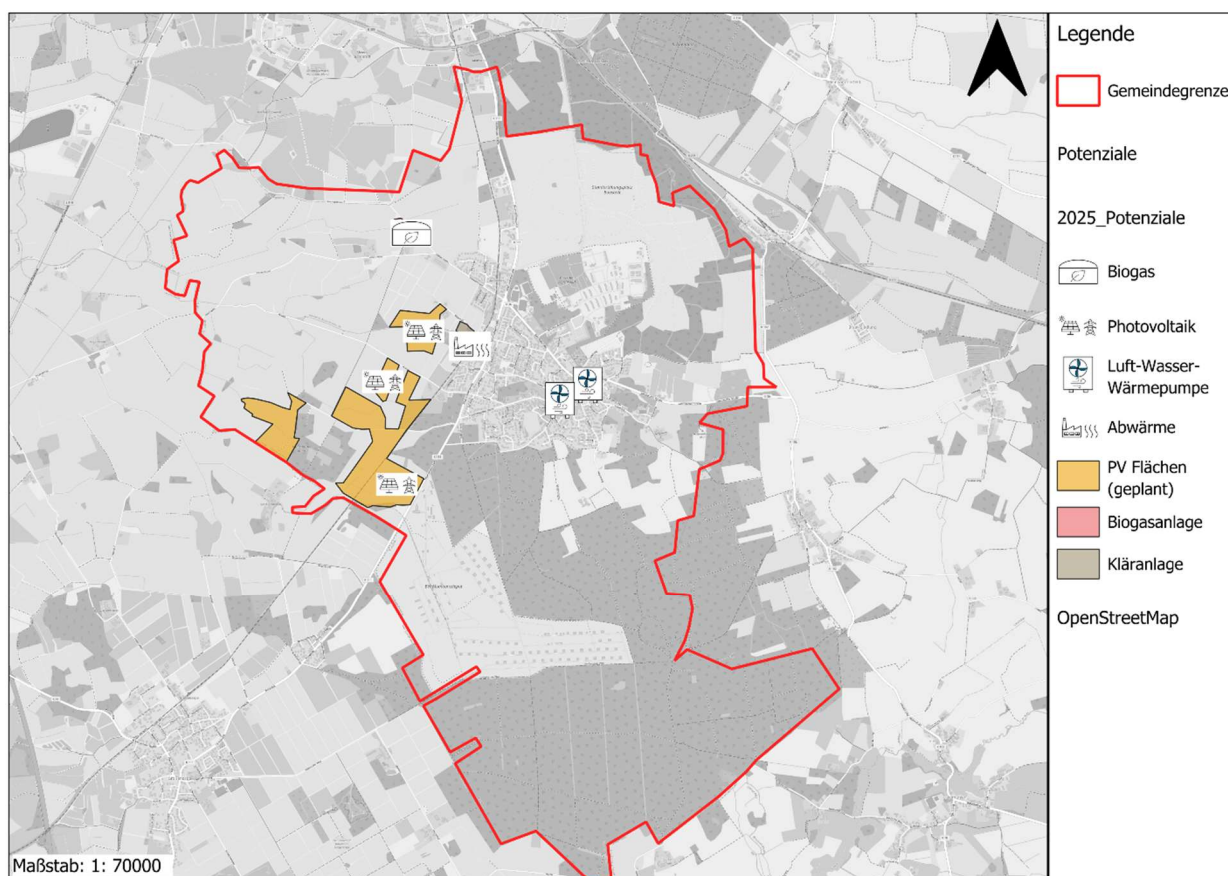 Legende
Gemeindegrenze
Potenziale
2025_Potenziale
Biogas
Photovoltaik
Luft-Wasser-
Wärmepumpe
Abwärme
PV Flächen
(geplant)
Biogasanlage
Kläranlage
OpenStreetMap
Maßstab: 1: 70000